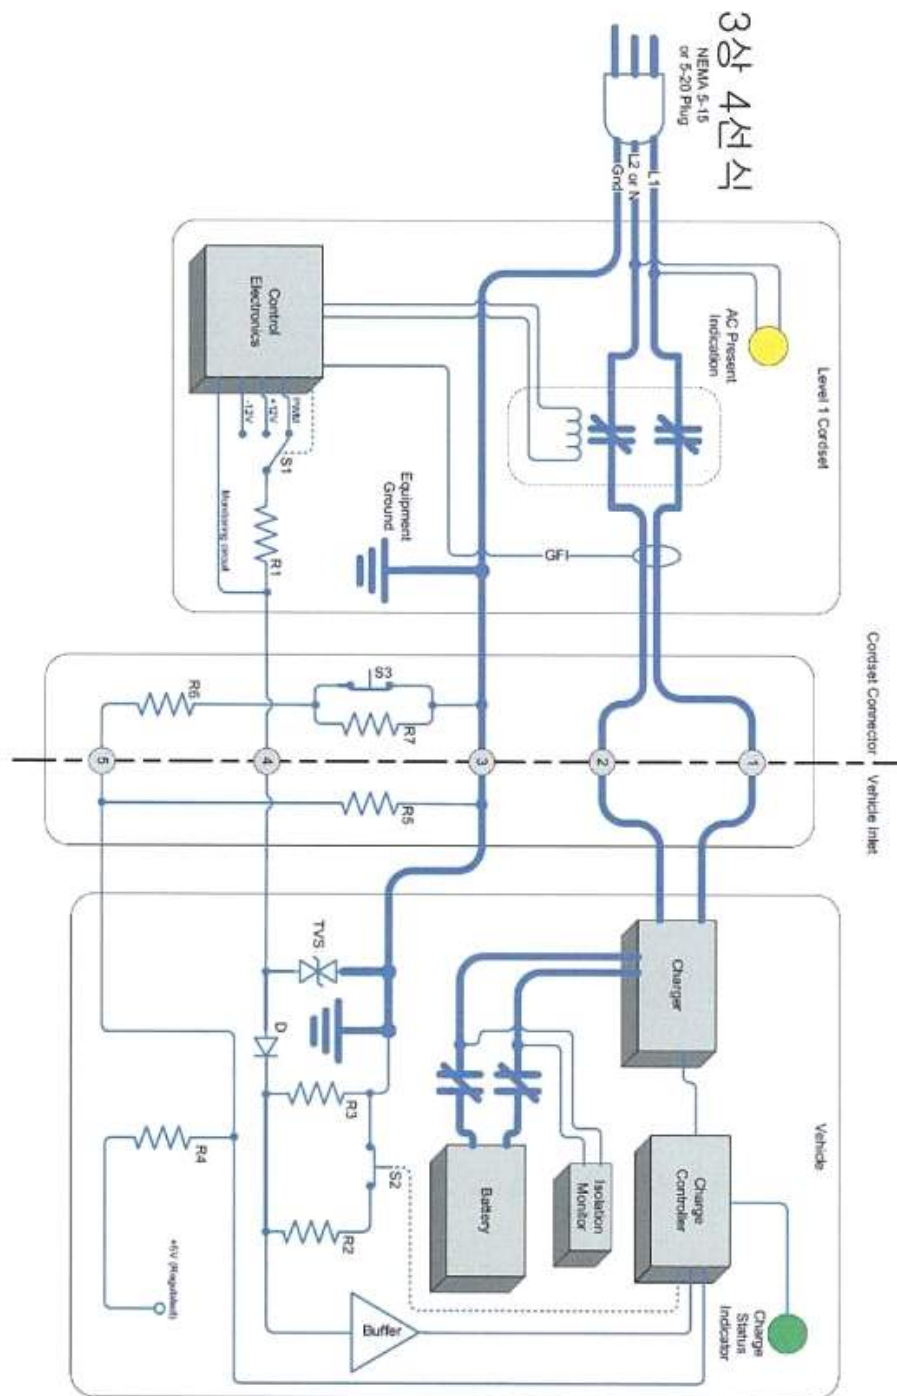 3상 4선식
NEMA 5-15
or 5-20 Plug
L1
L2 or N
Gnd
AC Present
Indication
Level 1 Cordset
Control
Electronics
PWM
+12V
-12V
S1
R1
Monitoring circuit
Equipment
Ground
GFI
Cordset Connector
Vehicle Inlet
S3
R6
R7
5
4
3
2
1
R5
Vehicle
TVS
D
Charger
R3
S2
R2
R4
+5V (Regulated)
Battery
Isolation
Monitor
Charge
Controller
Buffer
Charge
Status
Indicator